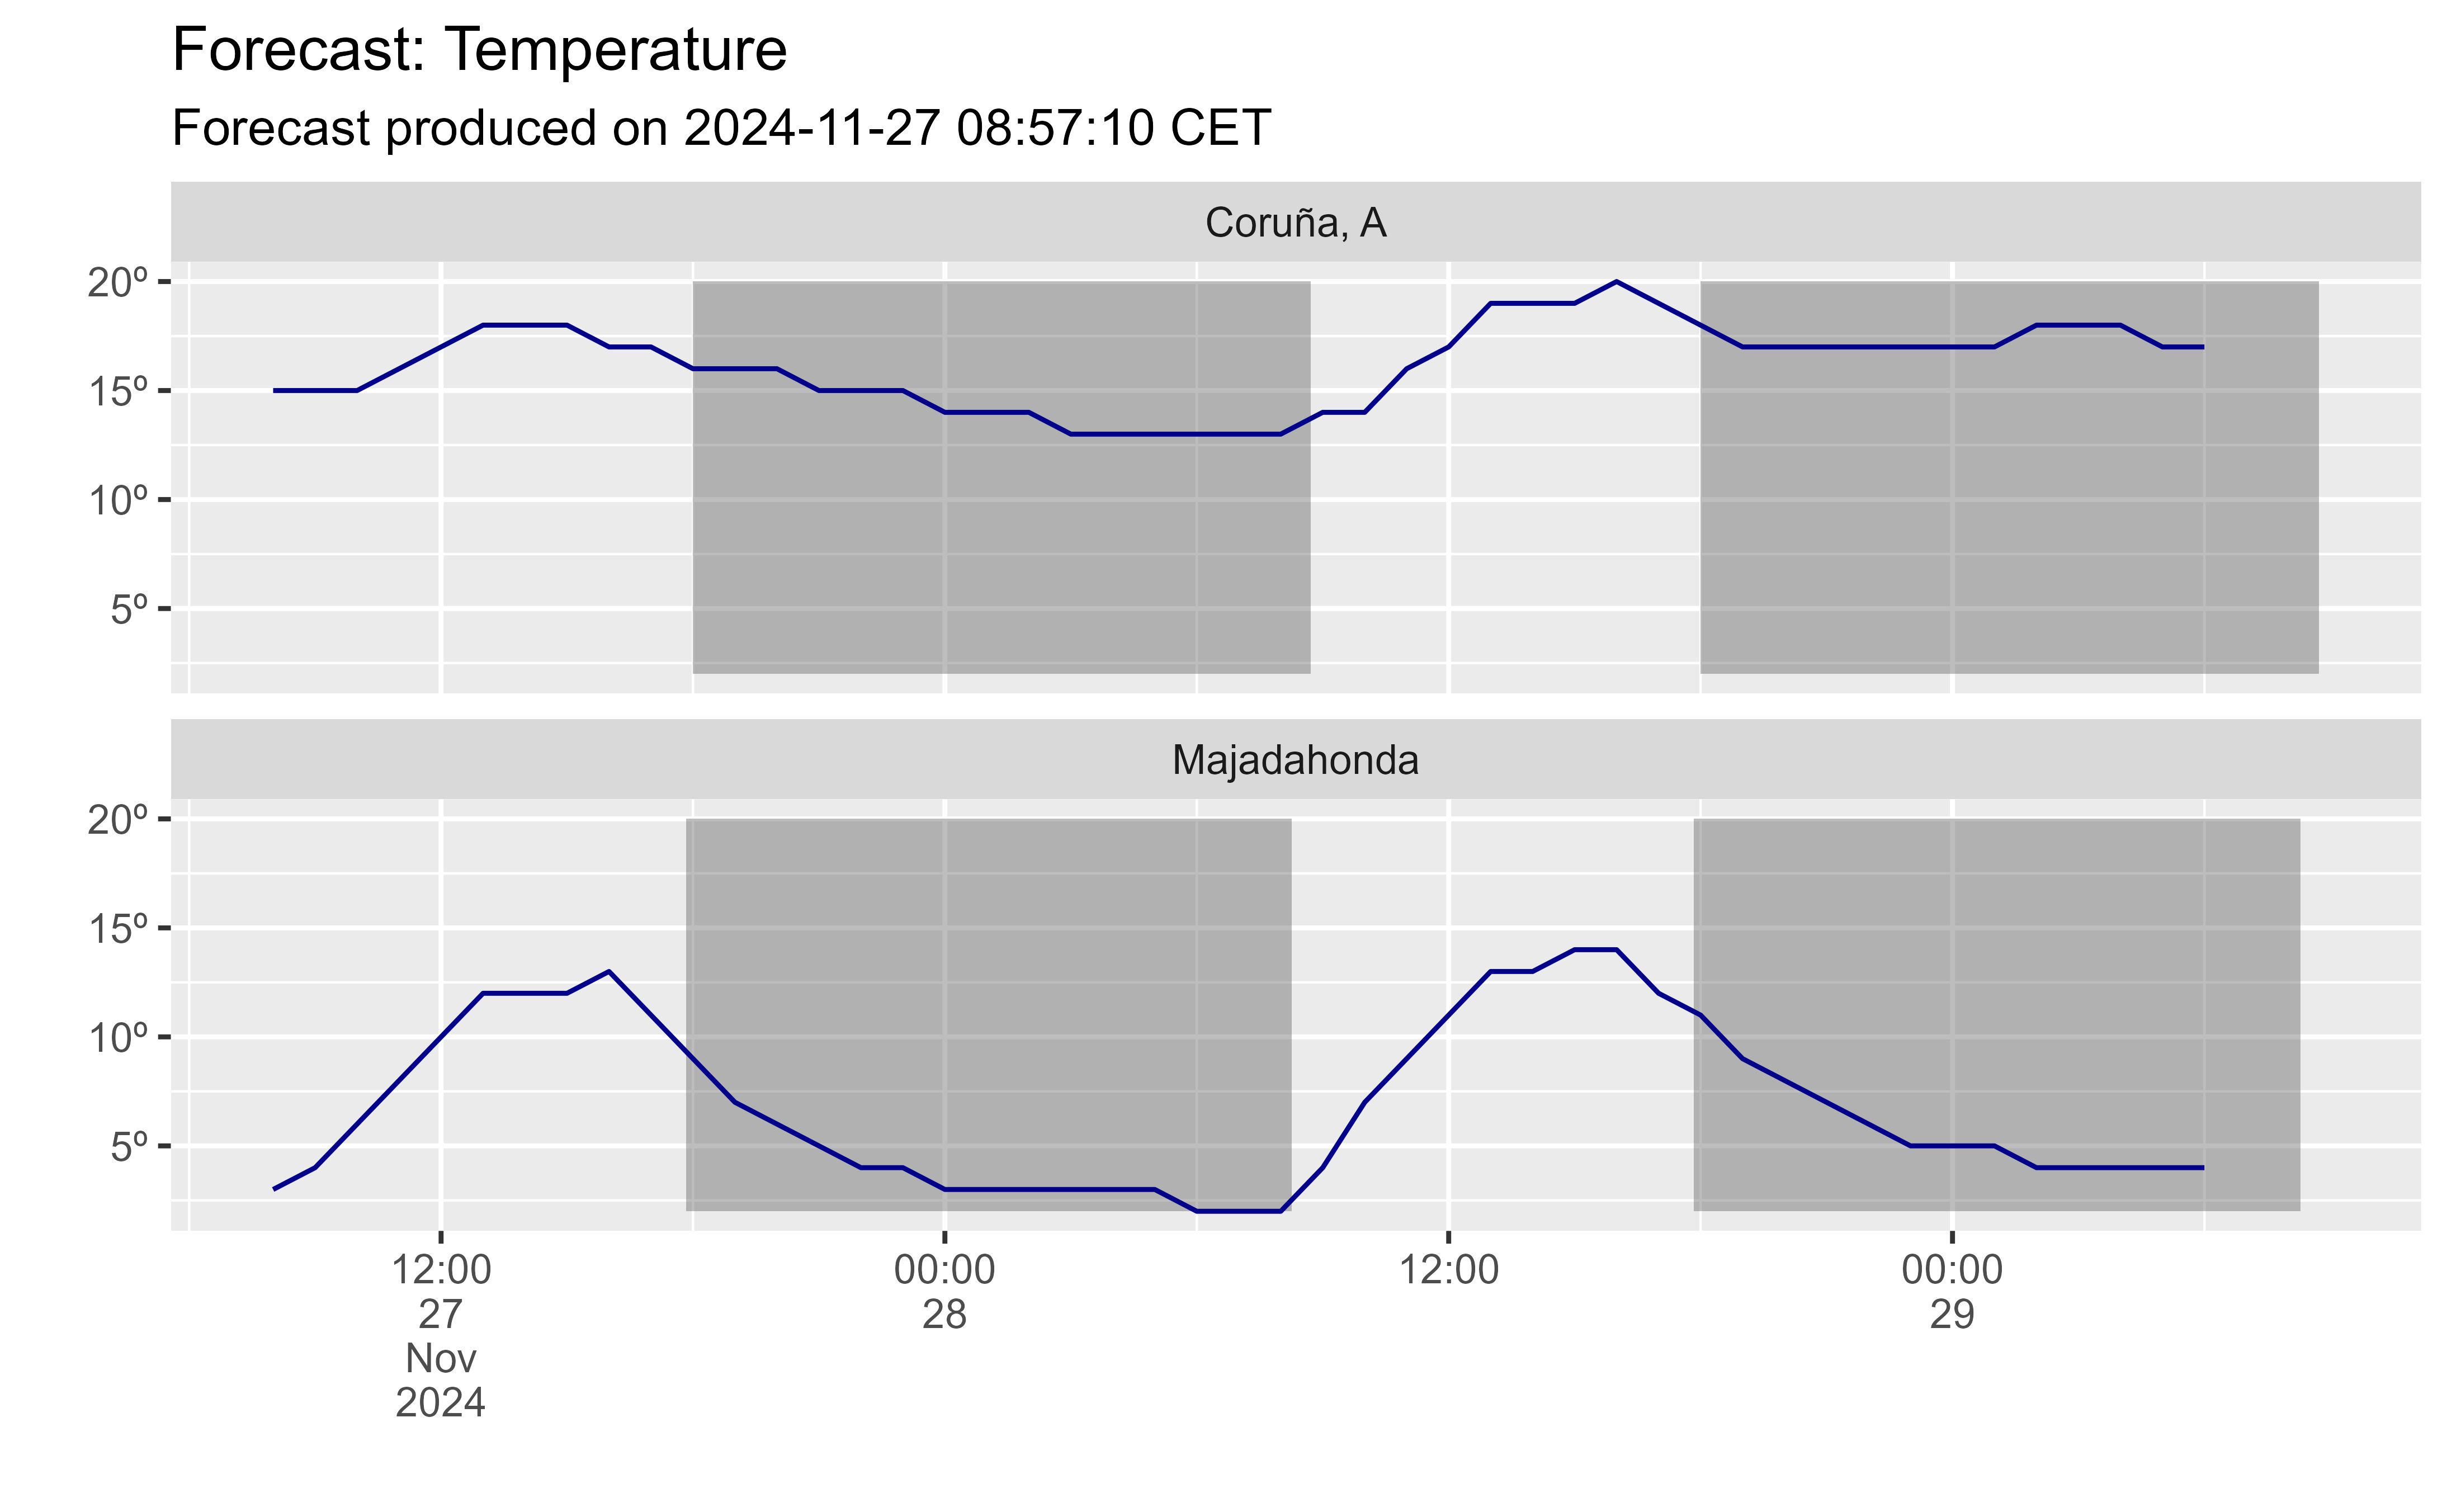 Forecast: Temperature
Forecast produced on 2024-11-27 08:57:10 CET
Coruña, A
20º
15º
10º
5º
Majadahonda
20º
15º
10º
5º
12:00 00:00 12:00 00:00
27 28 29
Nov
2024